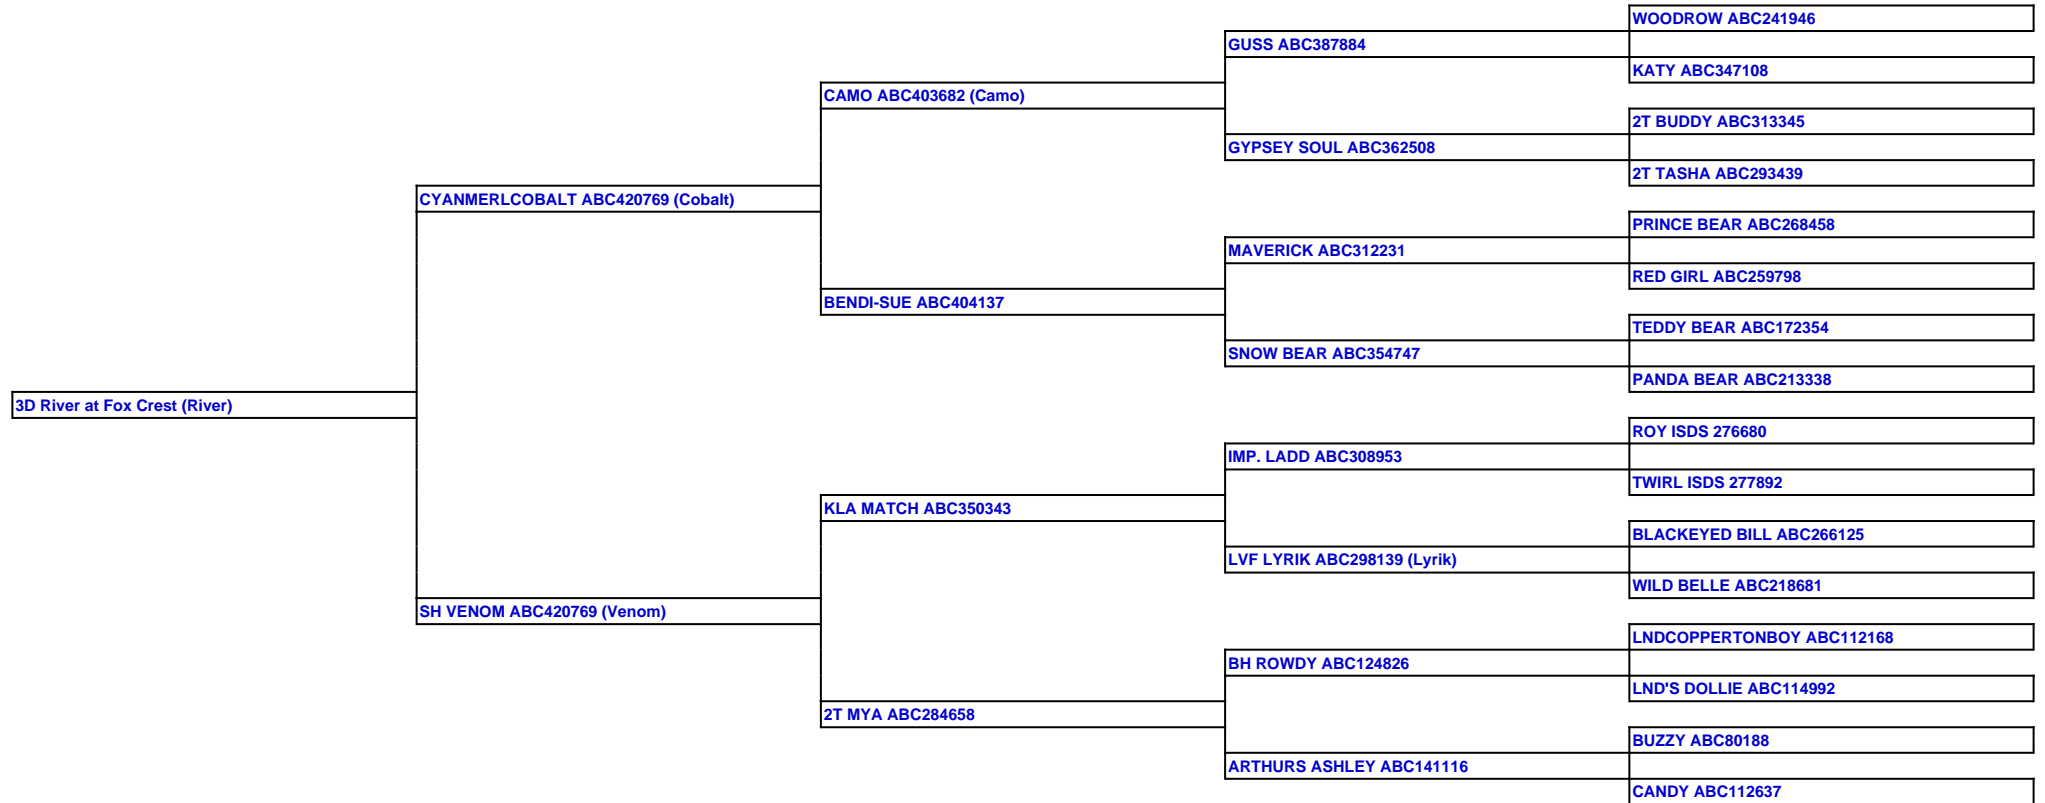 WOODROW ABC241946
GUSS ABC387884
KATY ABC347108
CAMO ABC403682 (Camo)
2T BUDDY ABC313345
GYPSEY SOUL ABC362508
2T TASHA ABC293439
CYANMERLCOBALT ABC420769 (Cobalt)
PRINCE BEAR ABC268458
MAVERICK ABC312231
RED GIRL ABC259798
BENDI-SUE ABC404137
TEDDY BEAR ABC172354
SNOW BEAR ABC354747
PANDA BEAR ABC213338
3D River at Fox Crest (River)
ROY ISDS 276680
IMP. LADD ABC308953
TWIRL ISDS 277892
KLA MATCH ABC350343
BLACKEYED BILL ABC266125
LVF LYRIK ABC298139 (Lyrik)
WILD BELLE ABC218681
SH VENOM ABC420769 (Venom)
LNDCOPPERTONBOY ABC112168
BH ROWDY ABC124826
LND'S DOLLIE ABC114992
2T MYA ABC284658
BUZZY ABC80188
ARTHURS ASHLEY ABC141116
CANDY ABC112637